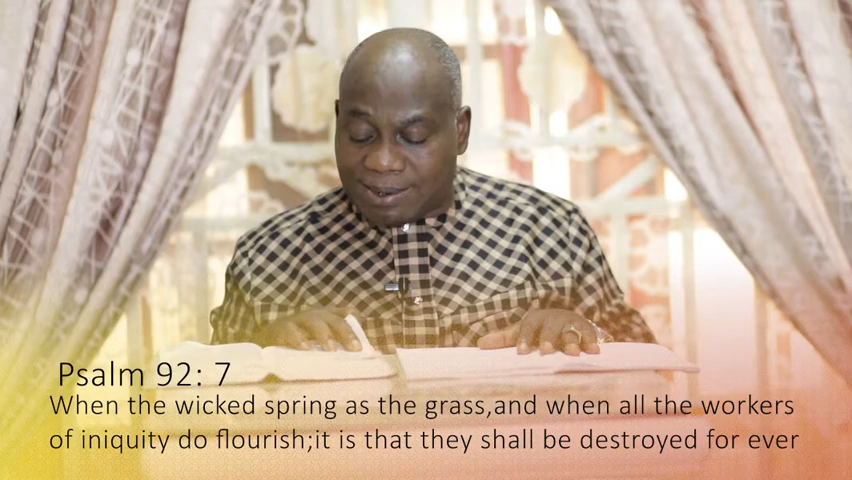 Psalm 92: 7
When the wicked spring as the grass,and when all the workers
of iniquity do flourish;it is that they shall be destroyed for ever